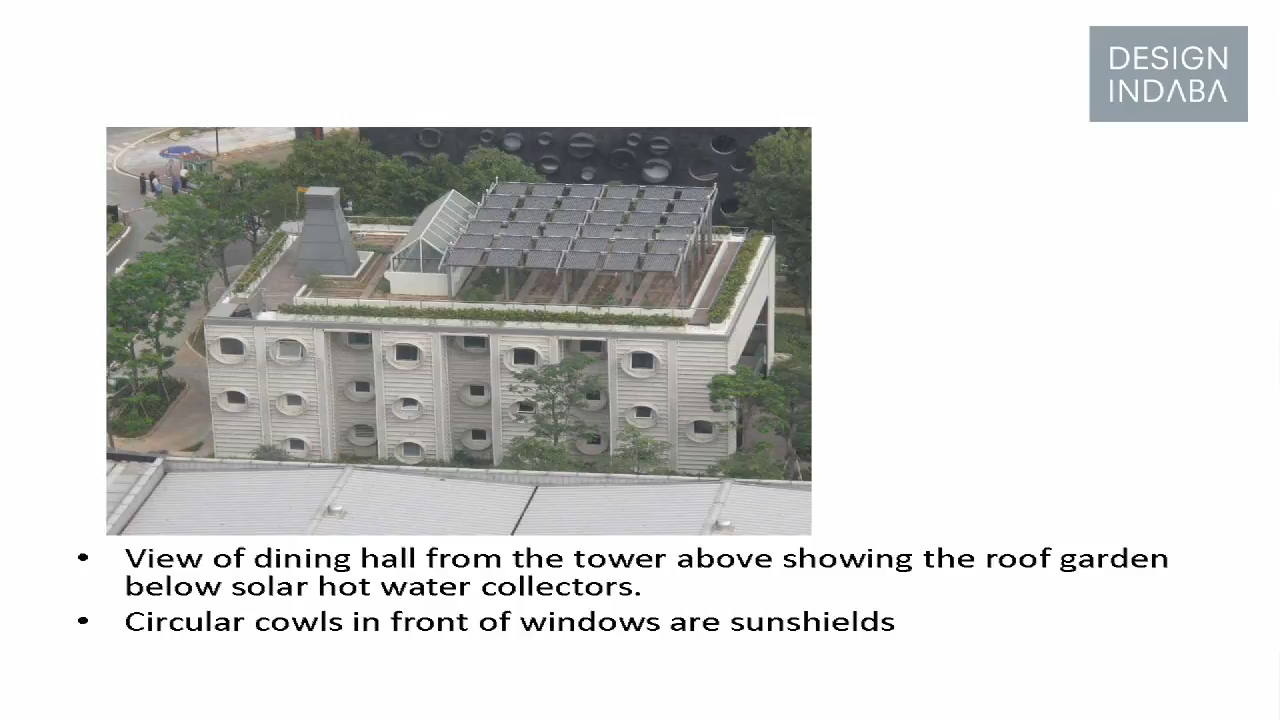 DESIGN
INDABA
• View of dining hall from the tower above showing the roof garden
below solar hot water collectors.
• Circular cowls in front of windows are sunshields